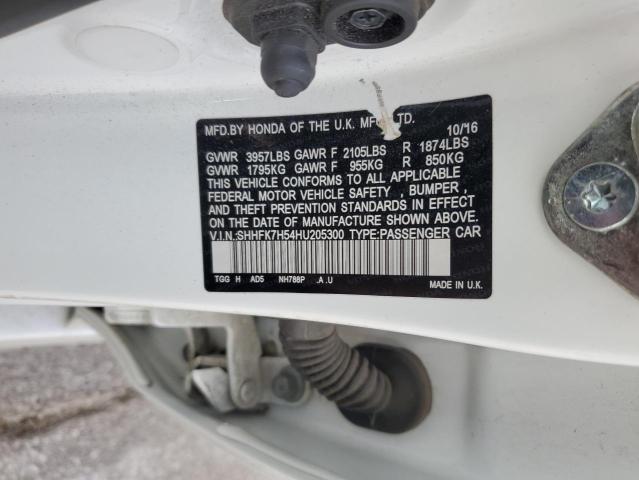 MFD.BY HONDA OF THE U.K. MFG., LTD. 10/16
GVWR 3957LBS GAWR F 2105LBS R 1874LBS
GVWR 1795KG GAWR F 955KG R 850KG
THIS VEHICLE CONFORMS TO ALL APPLICABLE
FEDERAL MOTOR VEHICLE SAFETY , BUMPER ,
AND THEFT PREVENTION STANDARDS IN EFFECT
ON THE DATE OF MANUFACTURE SHOWN ABOVE.
V.I.N.:SHHFK7H54HU205300 TYPE:PASSENGER CAR
TGG H AD5 NH788P .A .U
MADE IN U.K.